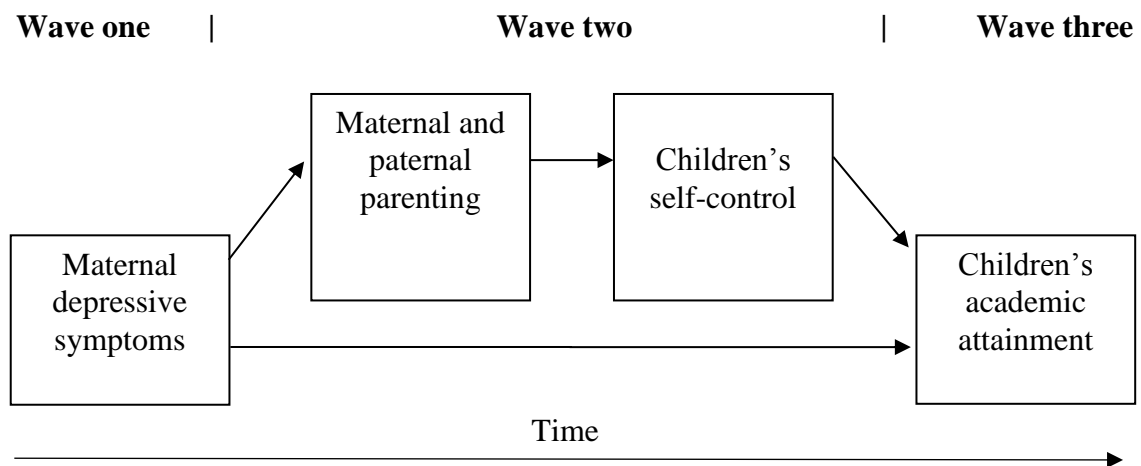 Wave one | Wave two | Wave three
Maternal and
paternal
parenting
Children’s
self-control
Maternal
depressive
symptoms
Children’s
academic
attainment
Time